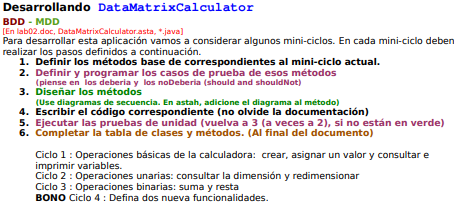 Desarrollando DataMatrixCalculator
BDD - MDD
[En lab02.doc, DataMatrixCalculator.asta, *.java]
Para desarrollar esta aplicación vamos a considerar algunos mini-ciclos. En cada mini-ciclo deben
realizar los pasos definidos a continuación.
1. Definir los métodos base de correspondientes al mini-ciclo actual.
2. Definir y programar los casos de prueba de esos métodos
(piense en los deberia y los noDeberia (should and shouldNot)
3. Diseñar los métodos
(Use diagramas de secuencia. En astah, adicione el diagrama al método)
4. Escribir el código correspondiente (no olvide la documentación)
5. Ejecutar las pruebas de unidad (vuelva a 3 (a veces a 2), si no están en verde)
6. Completar la tabla de clases y métodos. (Al final del documento)
Ciclo 1 : Operaciones básicas de la calculadora: crear, asignar un valor y consultar e
imprimir variables.
Ciclo 2 : Operaciones unarias: consultar la dimensión y redimensionar
Ciclo 3 : Operaciones binarias: suma y resta
BONO Ciclo 4 : Defina dos nuevas funcionalidades.